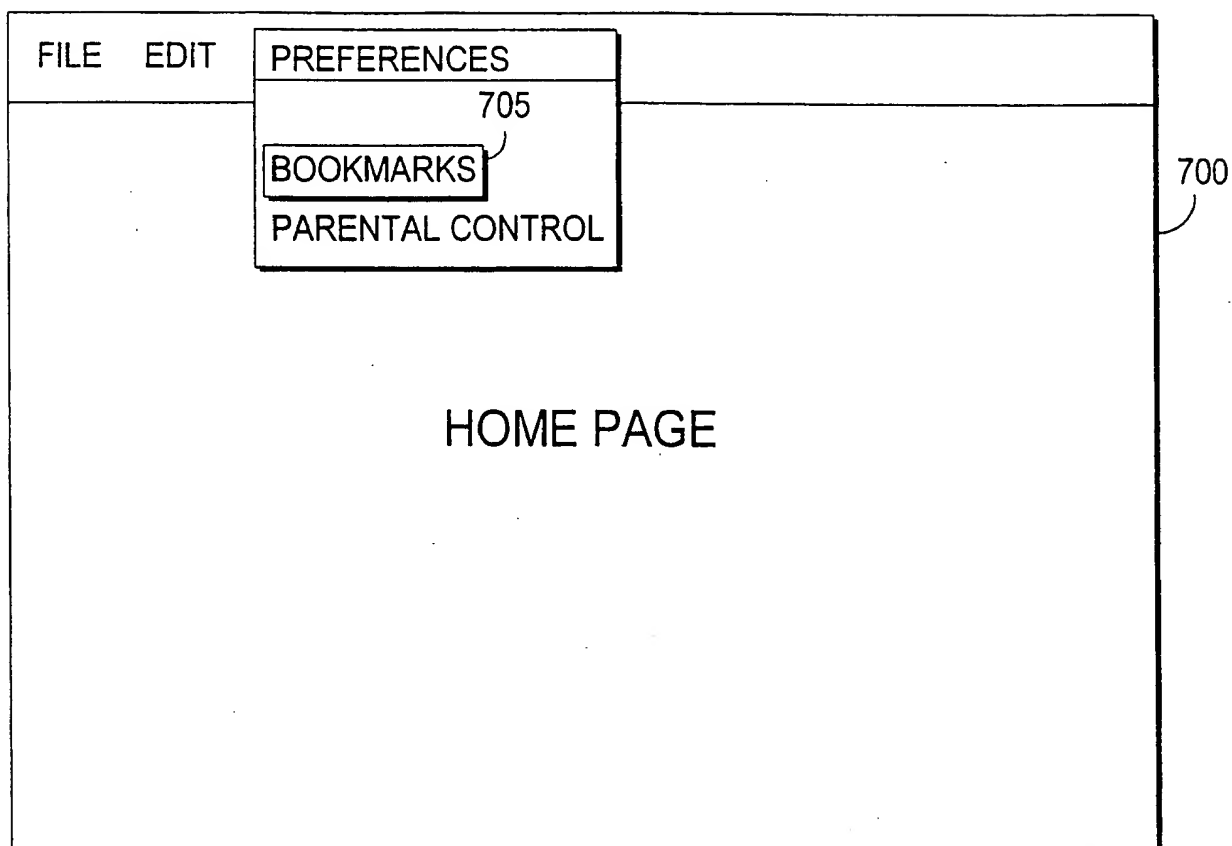 FILE EDIT PREFERENCES
705
BOOKMARKS
700
PARENTAL CONTROL
HOME PAGE